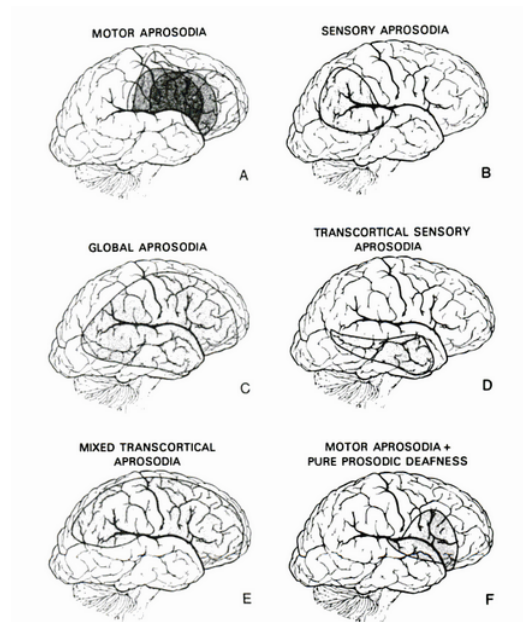 MOTOR APROSODIA
SENSORY APROSODIA
A
B
GLOBAL APROSODIA
TRANSCORTICAL SENSORY
APROSODIA
C
D
MIXED TRANSCORTICAL
APROSODIA
MOTOR APROSODIA +
PURE PROSODIC DEAFNESS
E
F